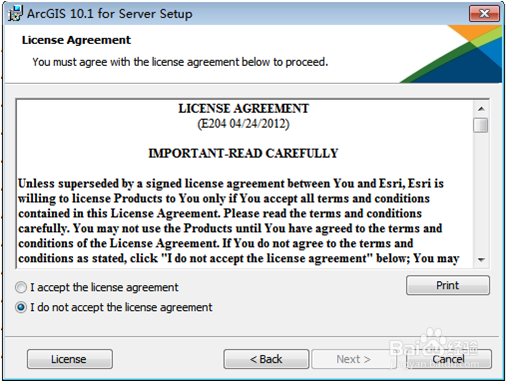 ArcGIS 10.1 for Server Setup
License Agreement
You must agree with the license agreement below to proceed.
LICENSE AGREEMENT
(E204 04/24/2012)
IMPORTANT-READ CAREFULLY
Unless superseded by a signed license agreement between You and Esri, Esri is
willing to license Products to You only if You accept all terms and conditions
contained in this License Agreement. Please read the terms and conditions
carefully. You may not use the Products until You have agreed to the terms and
conditions of the License Agreement. If You do not agree to the terms and
conditions as stated, click "I do not accept the license agreement" below; You may
I accept the license agreement
I do not accept the license agreement
Print
License
< Back
Next >
Cancel
Baidu 经验